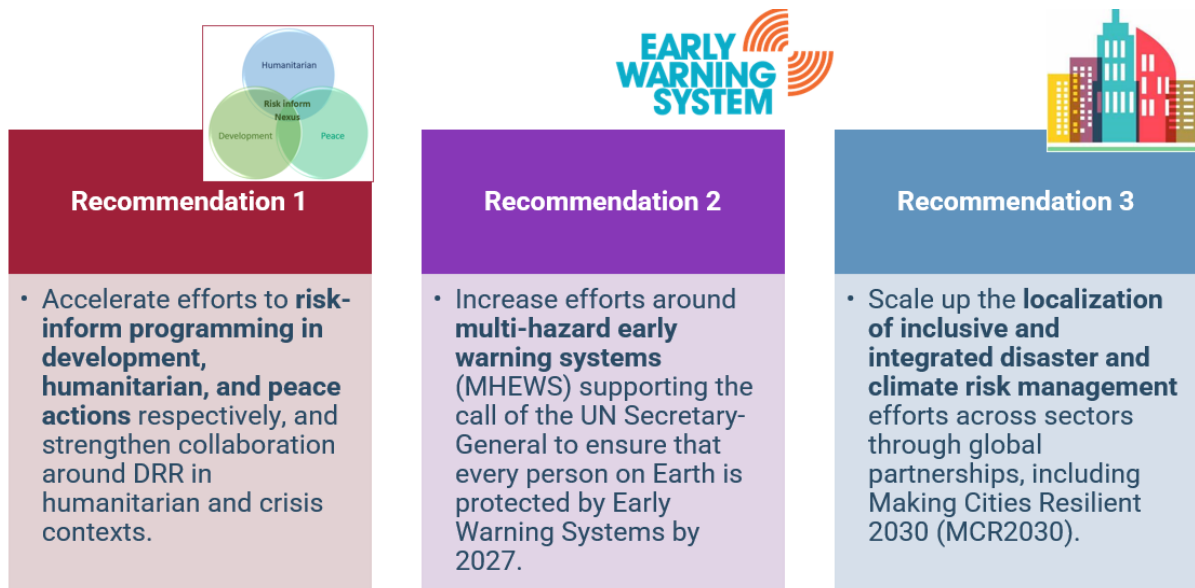 Humanitarian
Risk inform
Nexus
Development
Peace
Recommendation 1
• Accelerate efforts to risk-
inform programming in
development,
humanitarian, and peace
actions respectively, and
strengthen collaboration
around DRR in
humanitarian and crisis
contexts.
EARLY
WARNING
SYSTEM
Recommendation 2
• Increase efforts around
multi-hazard early
warning systems
(MHEWS) supporting the
call of the UN Secretary-
General to ensure that
every person on Earth is
protected by Early
Warning Systems by
2027.
Recommendation 3
• Scale up the localization
of inclusive and
integrated disaster and
climate risk management
efforts across sectors
through global
partnerships, including
Making Cities Resilient
2030 (MCR2030).